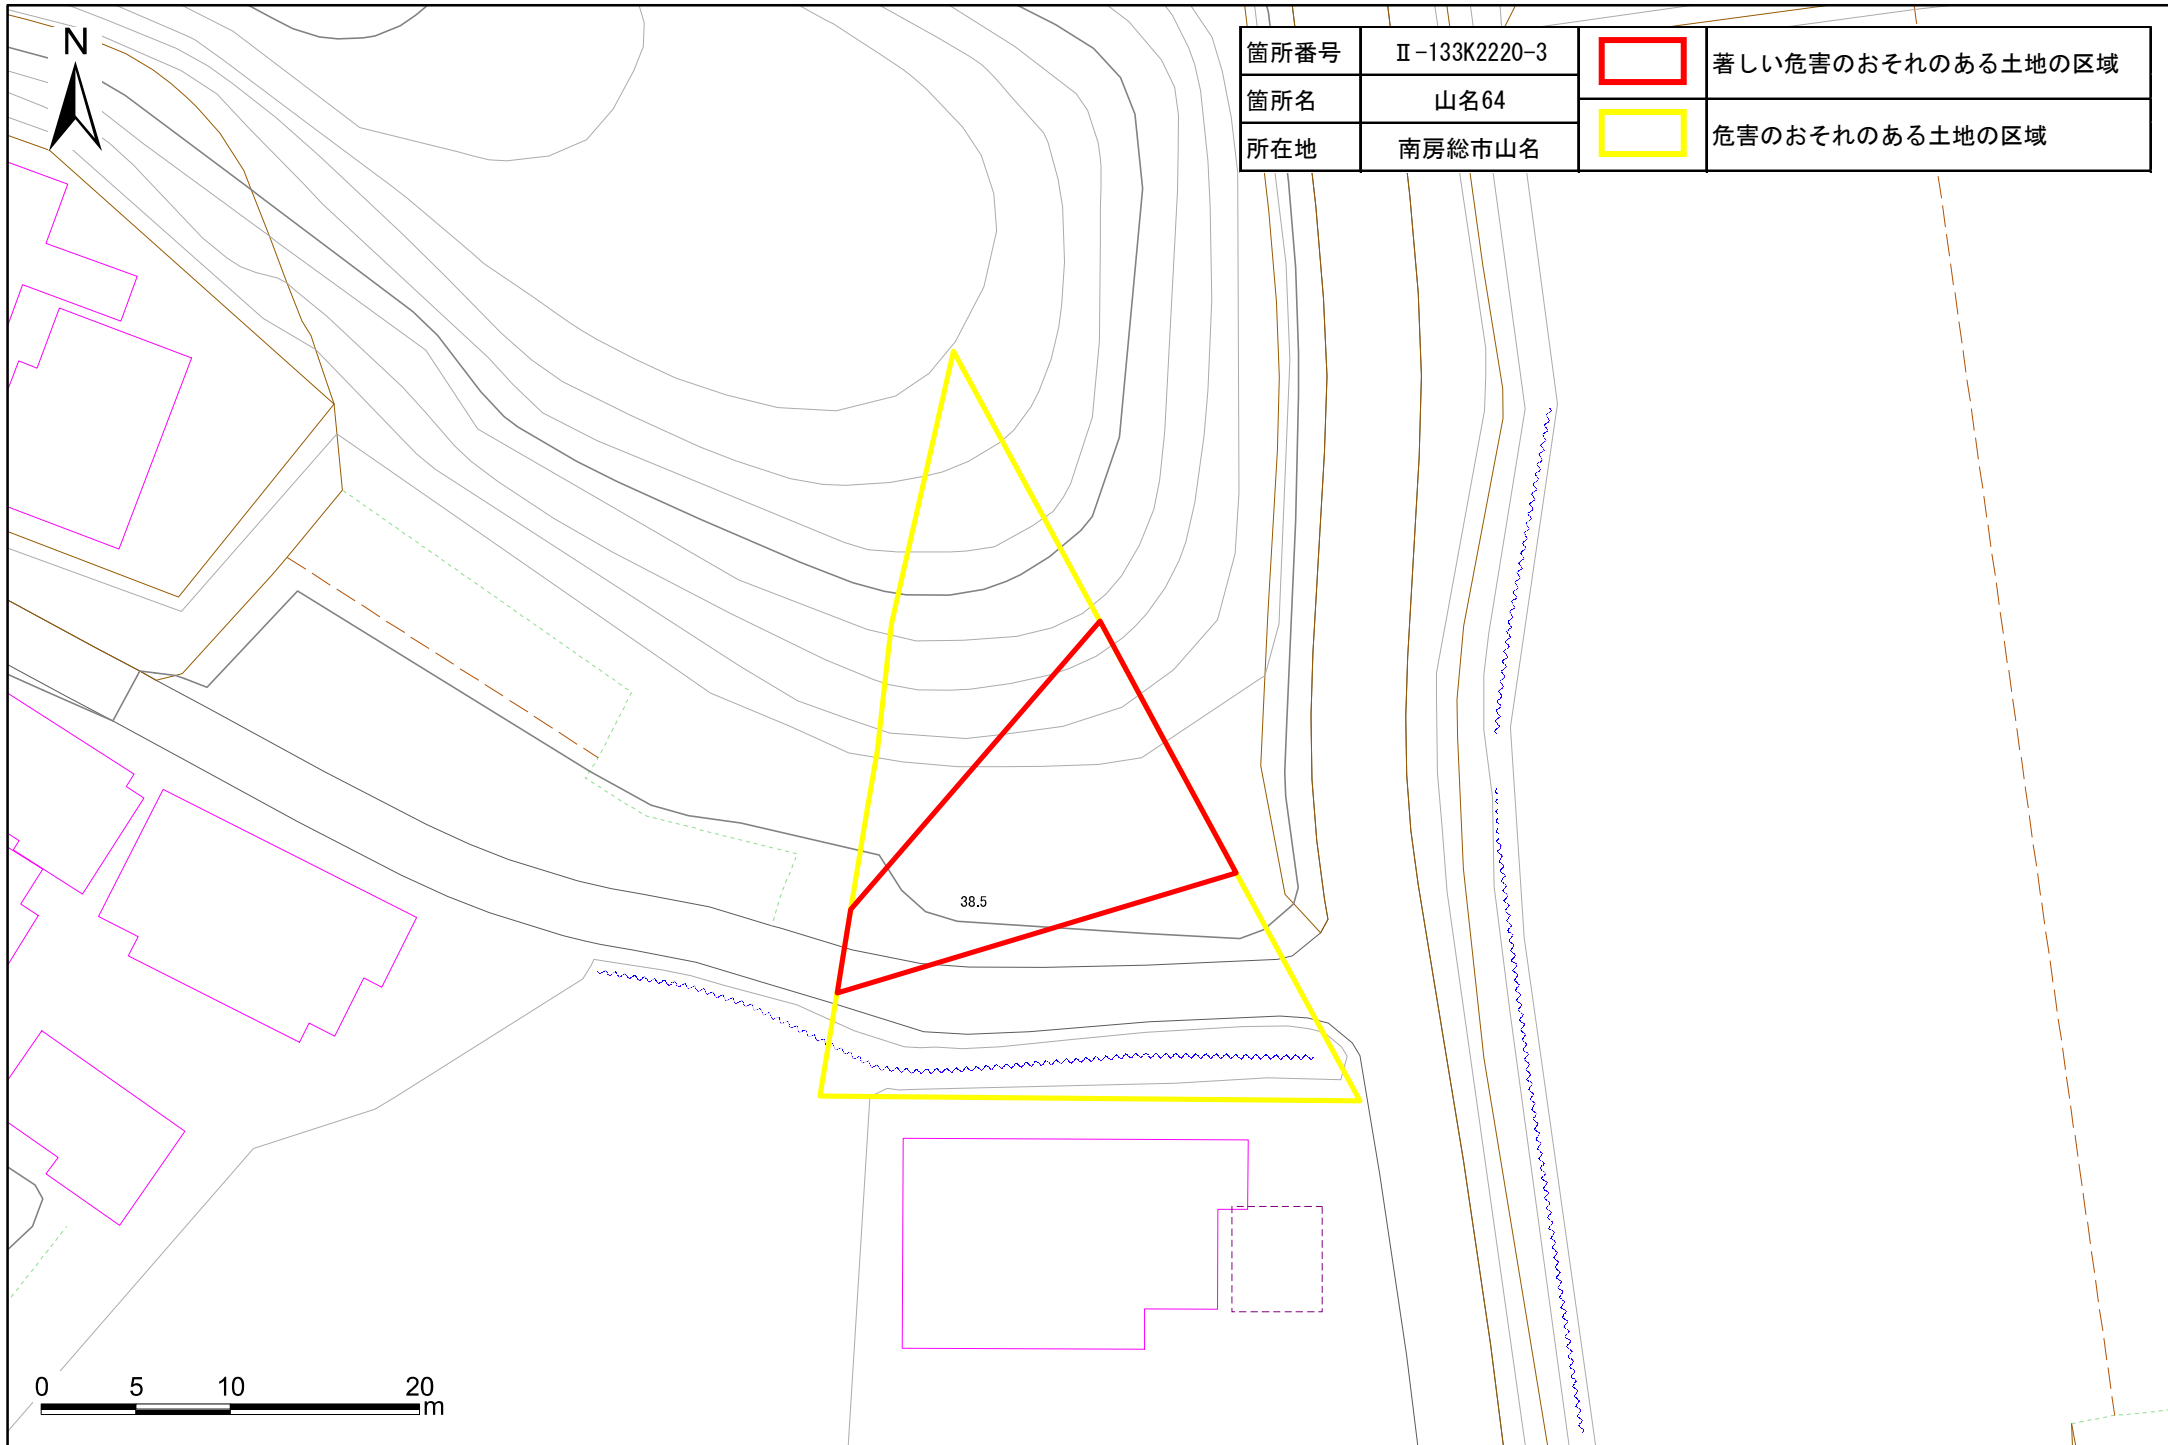 N
箇所番号 Ⅱ-133K2220-3 著しい危害のおそれのある土地の区域
箇所名 山名64
危害のおそれのある土地の区域
所在地 南房総市山名
38.5
0 5 10 20
m